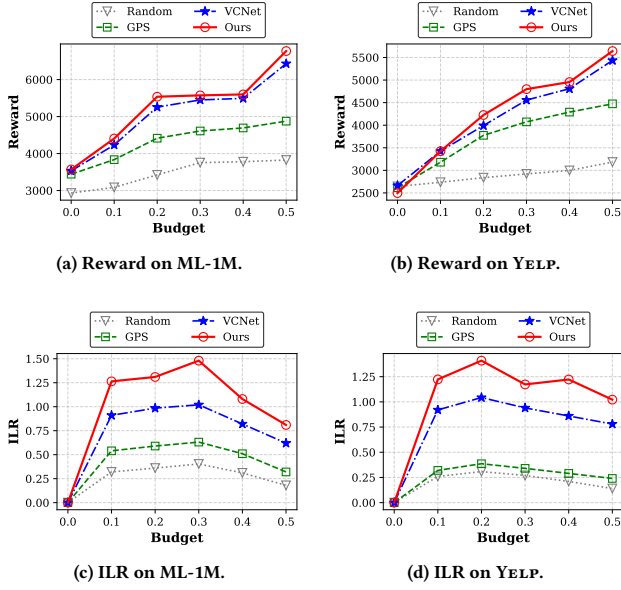 Random VCNet
GPS Ours
6000
5000
4000
3000
Reward
0.0 0.1 0.2 0.3 0.4 0.5
Budget
(a) Reward on ML-1M.
Random VCNet
GPS Ours
5500
5000
4500
4000
3500
3000
2500
Reward
0.0 0.1 0.2 0.3 0.4 0.5
Budget
(b) Reward on YELP.
Random VCNet
GPS Ours
1.50
1.25
1.00
0.75
0.50
0.25
0.00
ILR
0.0 0.1 0.2 0.3 0.4 0.5
Budget
(c) ILR on ML-1M.
Random VCNet
GPS Ours
1.25
1.00
0.75
0.50
0.25
0.00
ILR
0.0 0.1 0.2 0.3 0.4 0.5
Budget
(d) ILR on YELP.